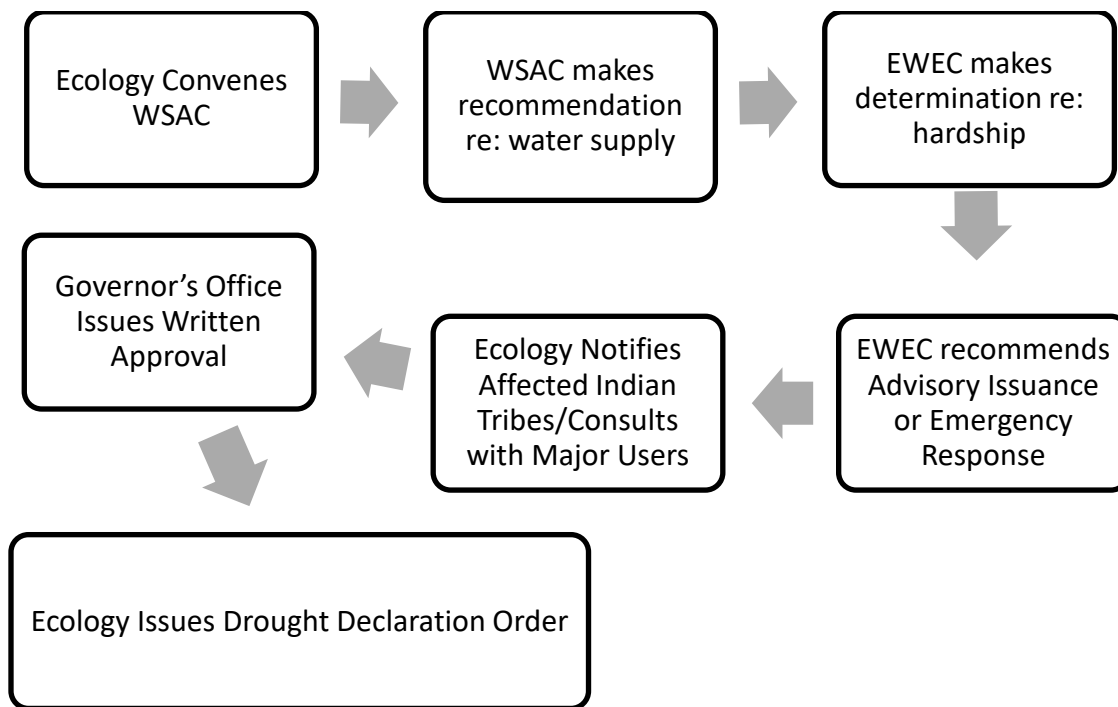 Ecology Convenes
WSAC
WSAC makes
recommendation
re: water supply
EWEC makes
determination re:
hardship
EWEC recommends
Advisory Issuance
or Emergency
Response
Ecology Notifies
Affected Indian
Tribes/Consults
with Major Users
Governor’s Office
Issues Written
Approval
Ecology Issues Drought Declaration Order